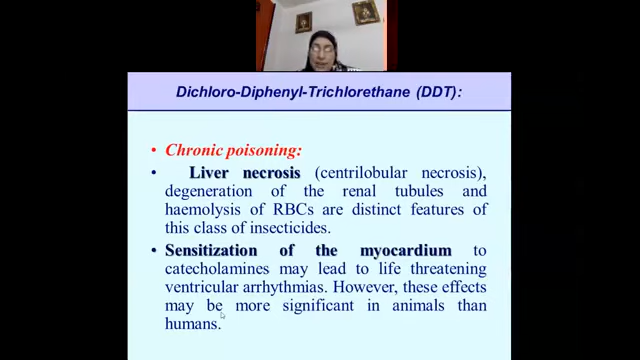 Dichloro-Diphenyl-Trichlorethane (DDT):
• Chronic poisoning:
• Liver necrosis (centrilobular necrosis),
degeneration of the renal tubules and
haemolysis of RBCs are distinct features of
this class of insecticides.
• Sensitization of the myocardium to
catecholamines may lead to life threatening
ventricular arrhythmias. However, these effects
may be more significant in animals than
humans.